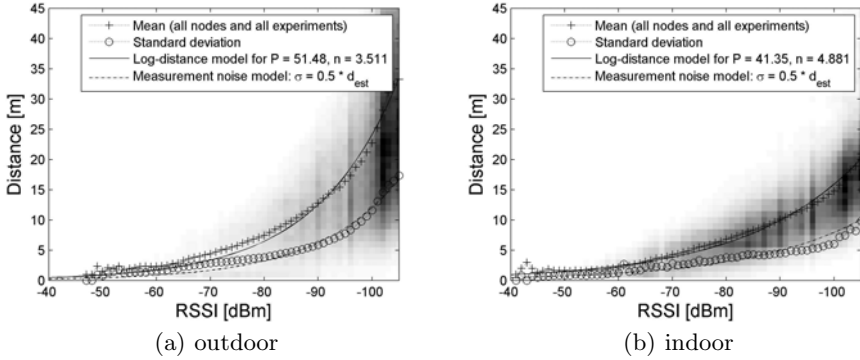 45
40
35
30
25
20
15
10
5
0
Distance [m]
Mean (all nodes and all experiments)
Standard deviation
Log-distance model for P = 51.48, n = 3.511
Measurement noise model: σ = 0.5 * d_est
-40 -50 -60 -70 -80 -90 -100
RSSI [dBm]
(a) outdoor
45
40
35
30
25
20
15
10
5
0
Distance [m]
Mean (all nodes and all experiments)
Standard deviation
Log-distance model for P = 41.35, n = 4.881
Measurement noise model: σ = 0.5 * d_est
-40 -50 -60 -70 -80 -90 -100
RSSI [dBm]
(b) indoor